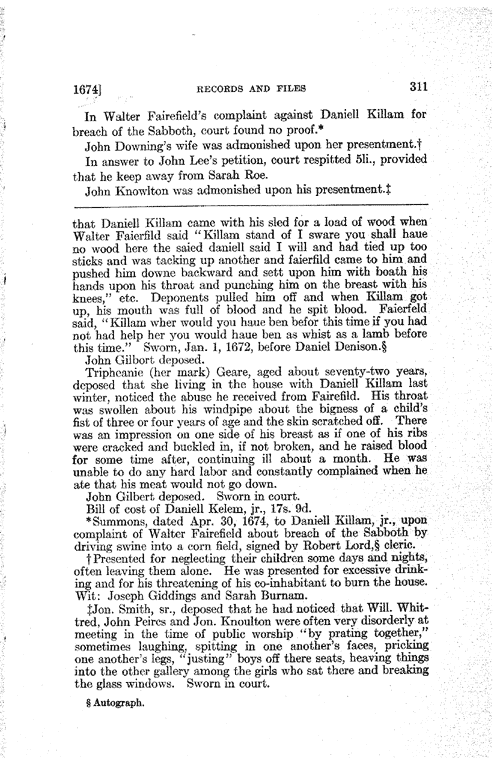 1674]	RECORDS AND FILES	311
In Walter Fairefield's complaint against Daniell Killam for
breach of the Sabboth, court found no proof.*
John Downing's wife was admonished upon her presentment.†
In answer to John Lee's petition, court respitted 5li., provided
that he keep away from Sarah Roe.
John Knowlton was admonished upon his presentment.‡
that Daniell Killam came with his sled for a load of wood when
Walter Faierfild said "Killam stand of I sware you shall haue
no wood here the saied daniell said I will and had tied up too
sticks and was tacking up another and faierfild came to him and
pushed him downe backward and sett upon him with boath his
hands upon his throat and punching him on the breast with his
knees," etc. Deponents pulled him off and when Killam got
up, his mouth was full of blood and he spit blood. Faierfeld
said, "Killam wher would you haue ben befor this time if you had
not had help her you would haue ben as whist as a lamb before
this time." Sworn, Jan. 1, 1672, before Daniel Denison.§
John Gilbort deposed.
Tripheanie (her mark) Geare, aged about seventy-two years,
deposed that she living in the house with Daniell Killam last
winter, noticed the abuse he received from Fairefild. His throat
was swollen about his windpipe about the bigness of a child's
fist of three or four years of age and the skin scratched off. There
was an impression on one side of his breast as if one of his ribs
were cracked and buckled in, if not broken, and he raised blood
for some time after, continuing ill about a month. He was
unable to do any hard labor and constantly complained when he
ate that his meat would not go down.
John Gilbert deposed. Sworn in court.
Bill of cost of Daniell Kelem, jr., 17s. 9d.
*Summons, dated Apr. 30, 1674, to Daniell Killam, jr., upon
complaint of Walter Fairefield about breach of the Sabboth by
driving swine into a corn field, signed by Robert Lord,§ cleric.
†Presented for neglecting their children some days and nights,
often leaving them alone. He was presented for excessive drink-
ing and for his threatening of his co-inhabitant to burn the house.
Wit: Joseph Giddings and Sarah Burnam.
‡Jon. Smith, sr., deposed that he had noticed that Will. Whit-
tred, John Peircs and Jon. Knoulton were often very disorderly at
meeting in the time of public worship "by prating together,"
sometimes laughing, spitting in one another's faces, pricking
one another's legs, "justing" boys off there seats, heaving things
into the other gallery among the girls who sat there and breaking
the glass windows. Sworn in court.
§ Autograph.